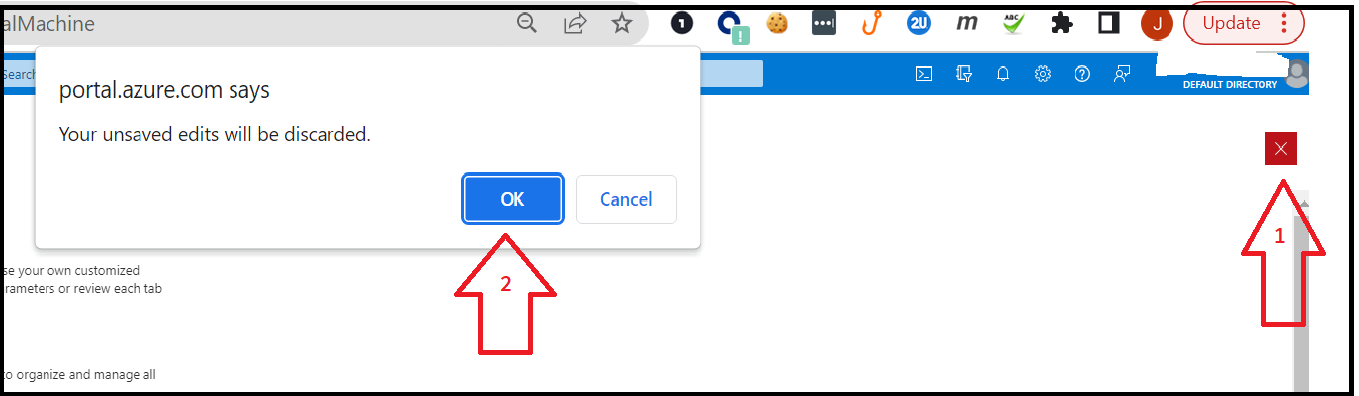 alMachine
1
2U
m
ABC
J
Update
Search
DEFAULT DIRECTORY
portal.azure.com says
Your unsaved edits will be discarded.
OK
Cancel
1
2
se your own customized
rameters or review each tab
to organize and manage all